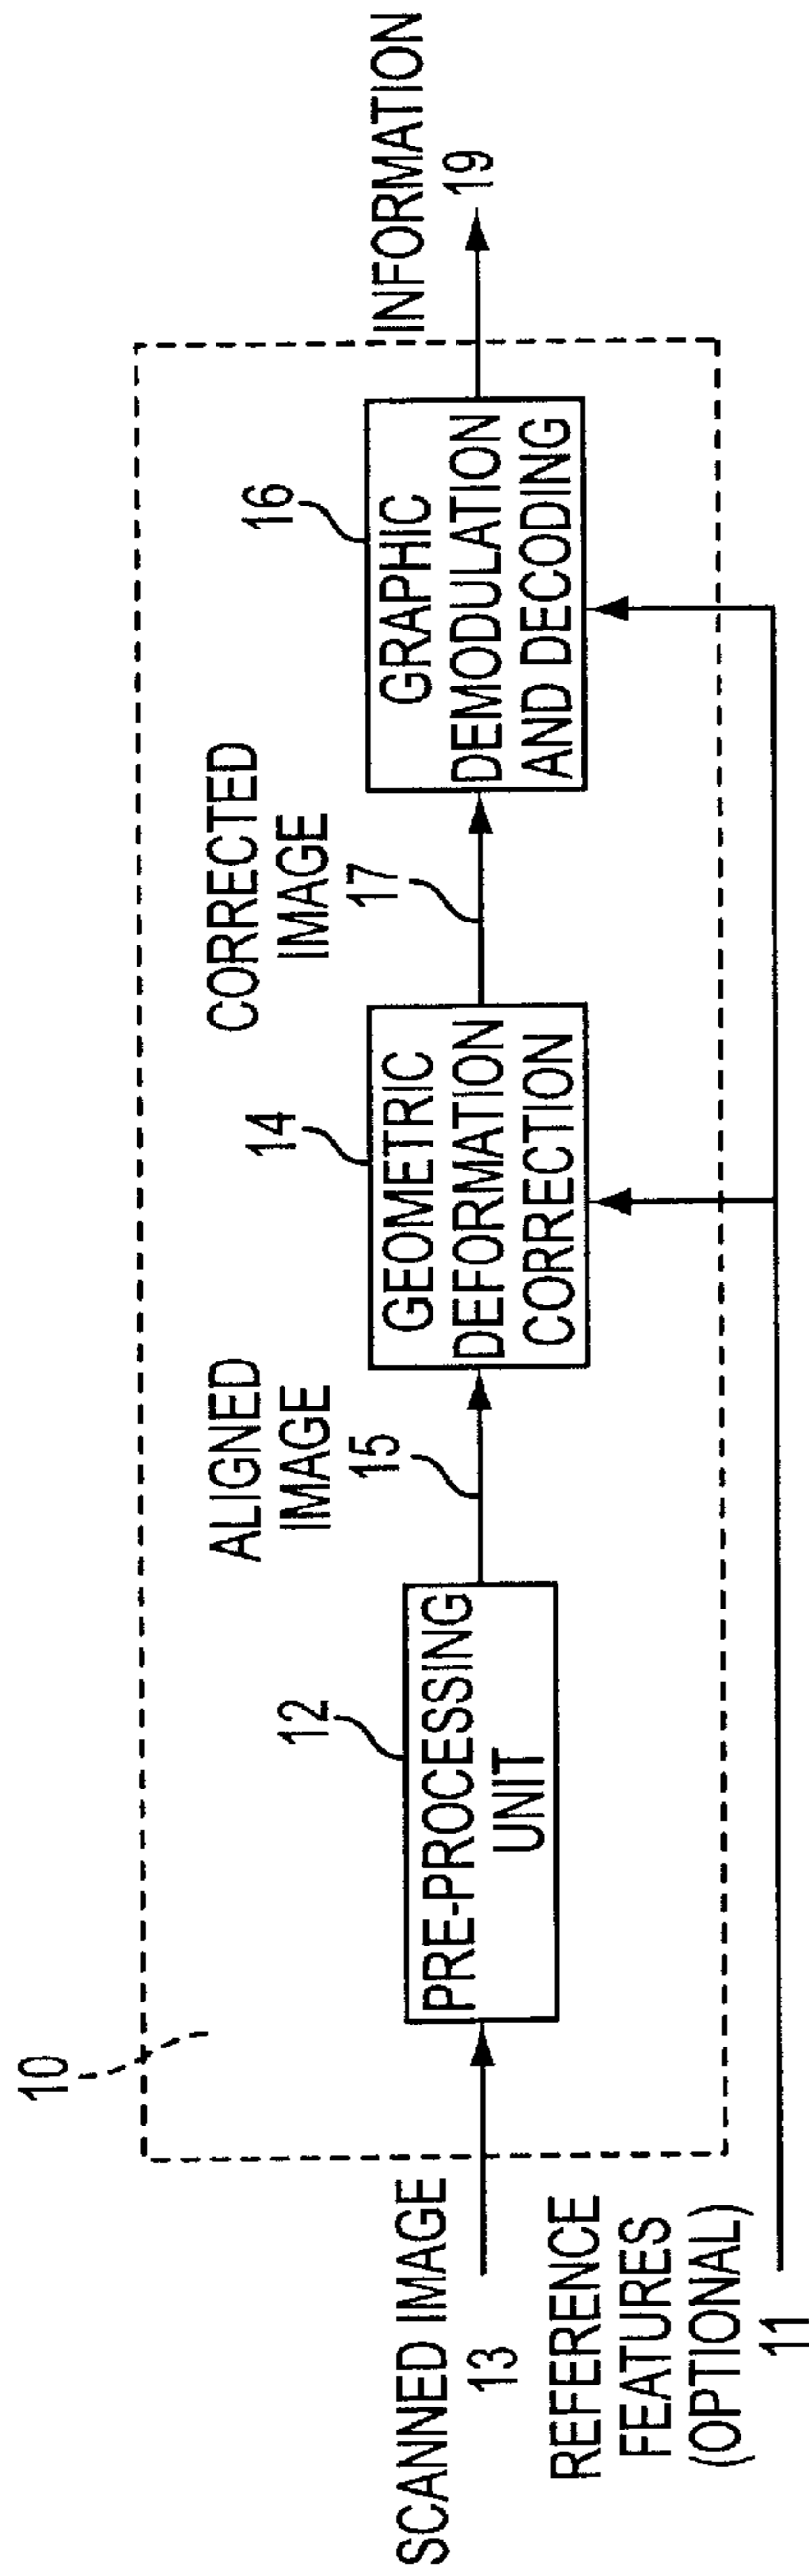 10
SCANNED IMAGE
13
REFERENCE
FEATURES
(OPTIONAL)
11
12
PRE-PROCESSING
UNIT
ALIGNED
IMAGE
15
14
GEOMETRIC
DEFORMATION
CORRECTION
CORRECTED
IMAGE
17
16
GRAPHIC
DEMODULATION
AND DECODING
INFORMATION
19